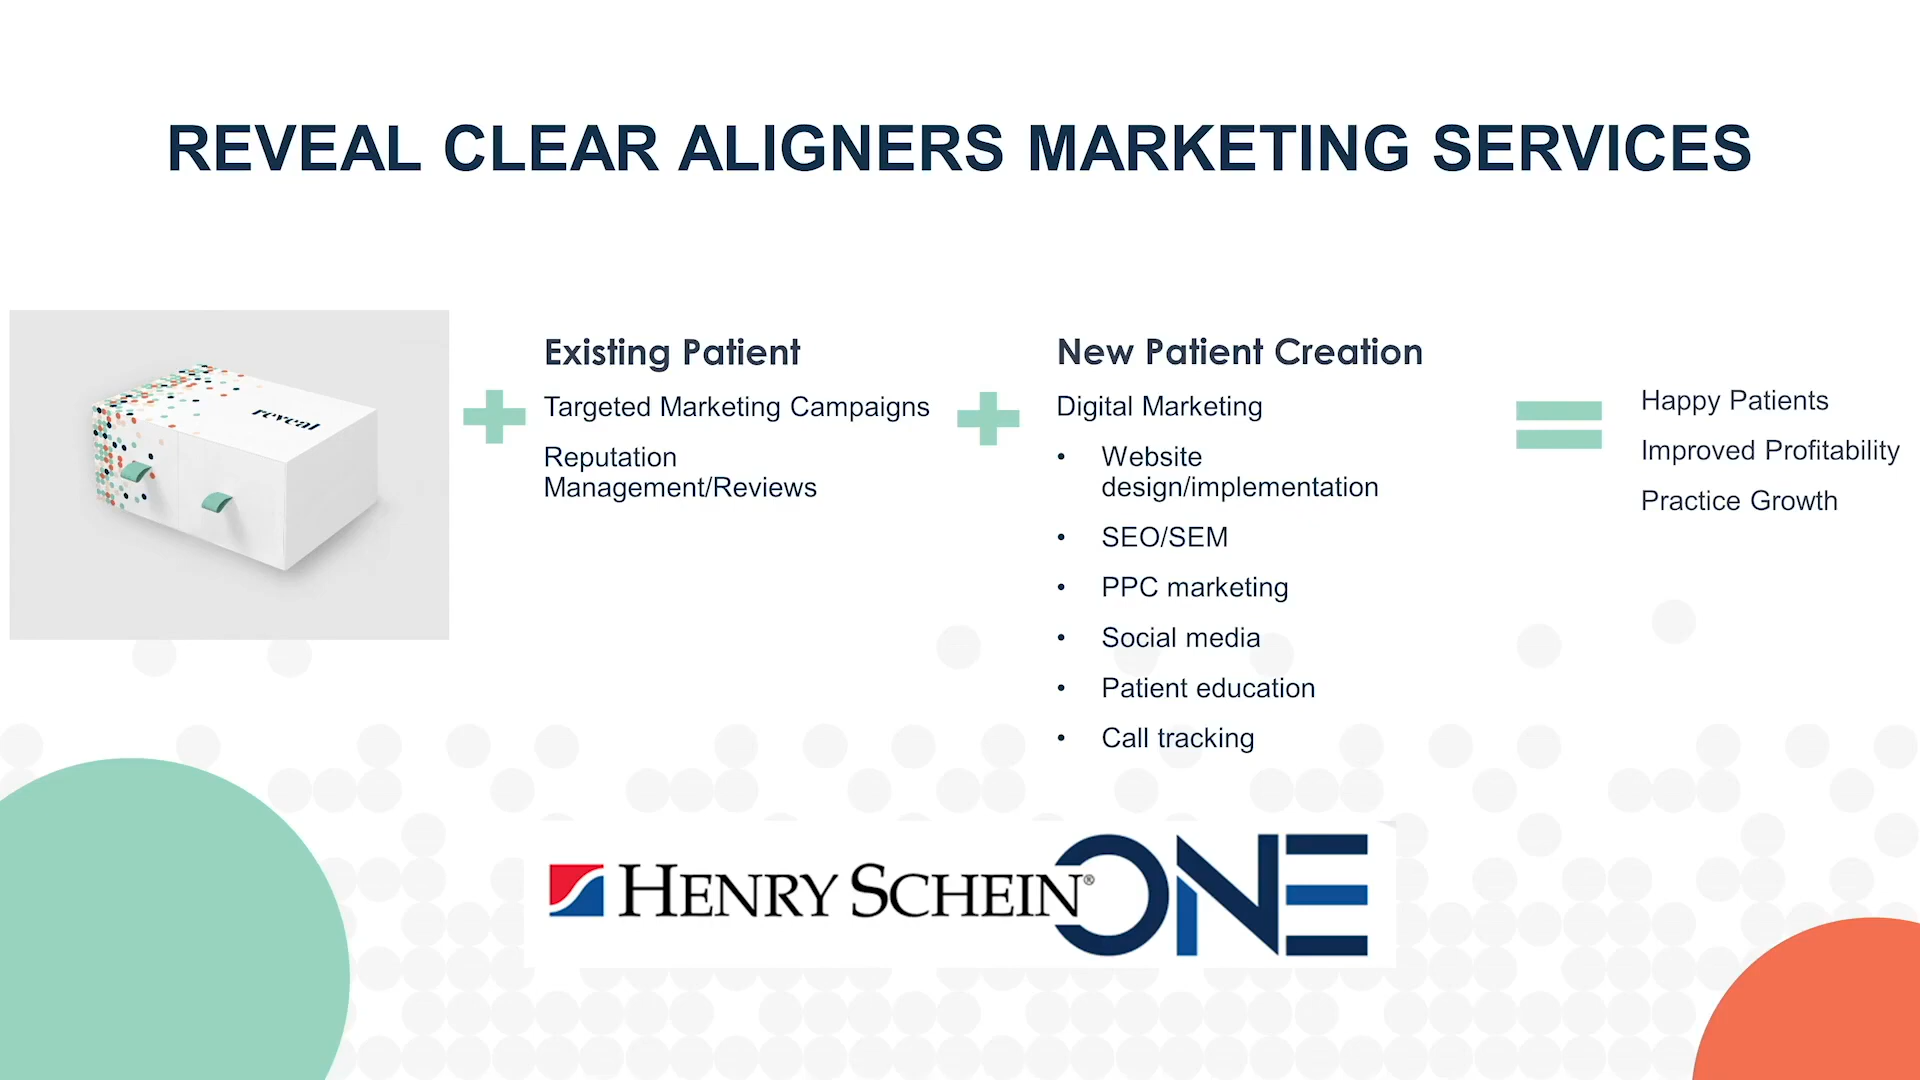 REVEAL CLEAR ALIGNERS MARKETING SERVICES
reveal
Existing Patient
Targeted Marketing Campaigns
Reputation
Management/Reviews
New Patient Creation
Digital Marketing
• Website
design/implementation
• SEO/SEM
• PPC marketing
• Social media
• Patient education
• Call tracking
Happy Patients
Improved Profitability
Practice Growth
HENRY SCHEIN® ONE